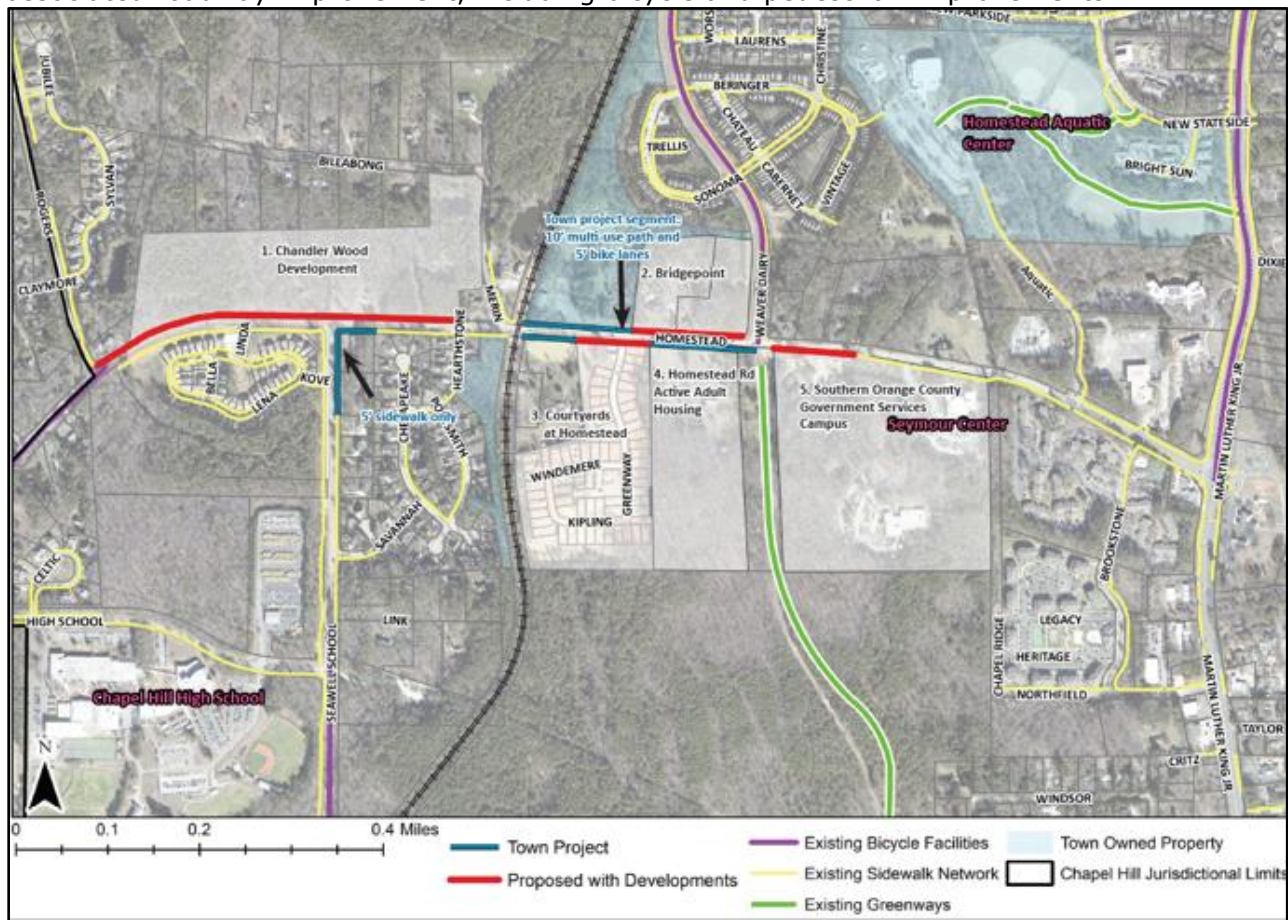 LAURENS
CHRISTINE
BERINGER
JUBILEE
SYLVAN
BILLABONG
TRELLIS
CHATEAU
SONOMA
CABERNET
VINTAGE
Homestead Aquatic
Center
NEW STATESIDE
BRIGHT SUN
ROGERS
CLAYMORE
1. Chandler Wood
Development
Town project segment:
10' multi-use path and
5' bike lanes
2. Bridgepoint
MERIN
WEAVER DAIRY
Aquatic
DIXIE
MARTIN LUTHER KING JR
LINDA
BELLA
LENA
KOVE
HEARTHSTONE
HOMESTEAD
5' sidewalk only
CHESAPEAKE
SMITH
3. Courtyards
at Homestead
4. Homestead Rd
Active Adult
Housing
5. Southern Orange County
Government Services
Campus
Seymour Center
WINDEMERE
GREENWAY
KIPLING
SAVANNAH
BROOKSTONE
CELTIC
HIGH SCHOOL
LINK
SEAWELL SCHOOL
Chapel Hill High School
CHAPEL RIDGE
LEGACY
HERITAGE
NORTHFIELD
MARTIN LUTHER KING JR
TAYLOR
CRITZ
WINDSOR
N
0 0.1 0.2 0.4 Miles
Town Project
Proposed with Developments
Existing Bicycle Facilities
Existing Sidewalk Network
Existing Greenways
Town Owned Property
Chapel Hill Jurisdictional Limits